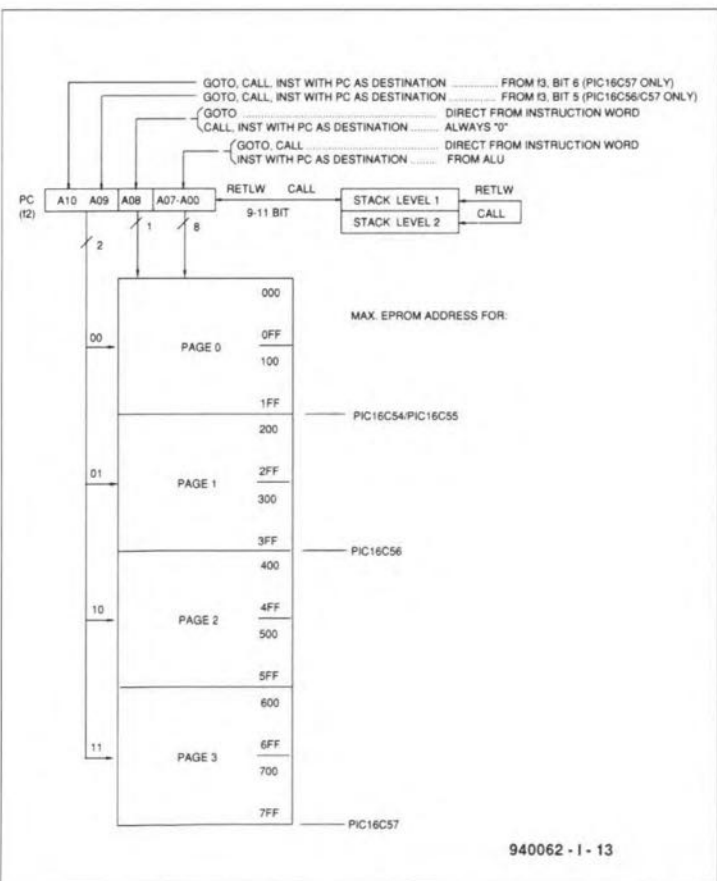 GOTO, CALL, INST WITH PC AS DESTINATION ............. FROM f3, BIT 6 (PIC16C57 ONLY)
GOTO, CALL, INST WITH PC AS DESTINATION ............. FROM f3, BIT 5 (PIC16C56/C57 ONLY)
GOTO ............................................. DIRECT FROM INSTRUCTION WORD
CALL, INST WITH PC AS DESTINATION ......... ALWAYS "0"
GOTO, CALL ............................ DIRECT FROM INSTRUCTION WORD
INST WITH PC AS DESTINATION ........ FROM ALU
PC (f2) A10 A09 A08 A07-A00 RETLW CALL STACK LEVEL 1 RETLW
9-11 BIT STACK LEVEL 2 CALL
2 1 8
000
MAX. EPROM ADDRESS FOR:
00 PAGE 0 0FF
100
1FF
PIC16C54/PIC16C55
200
01 PAGE 1 2FF
300
3FF
PIC16C56
400
10 PAGE 2 4FF
500
5FF
600
11 PAGE 3 6FF
700
7FF
PIC16C57
940062 - I - 13